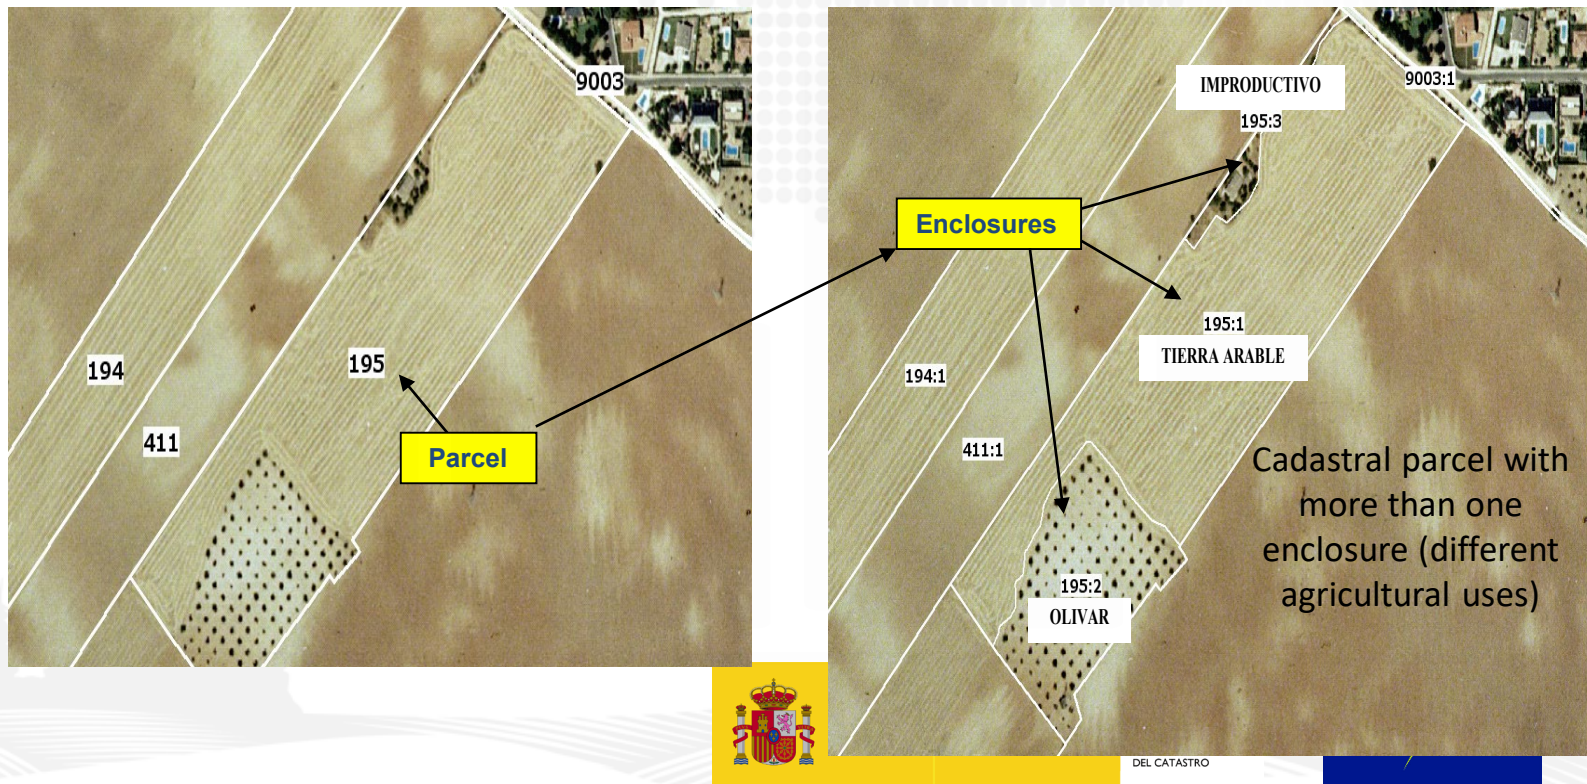 9003
194
195
411
Parcel
IMPRODUCTIVO
195:3
9003:1
Enclosures
195:1
TIERRA ARABLE
194:1
411:1
195:2
OLIVAR
Cadastral parcel with
more than one
enclosure (different
agricultural uses)
DEL CATASTRO